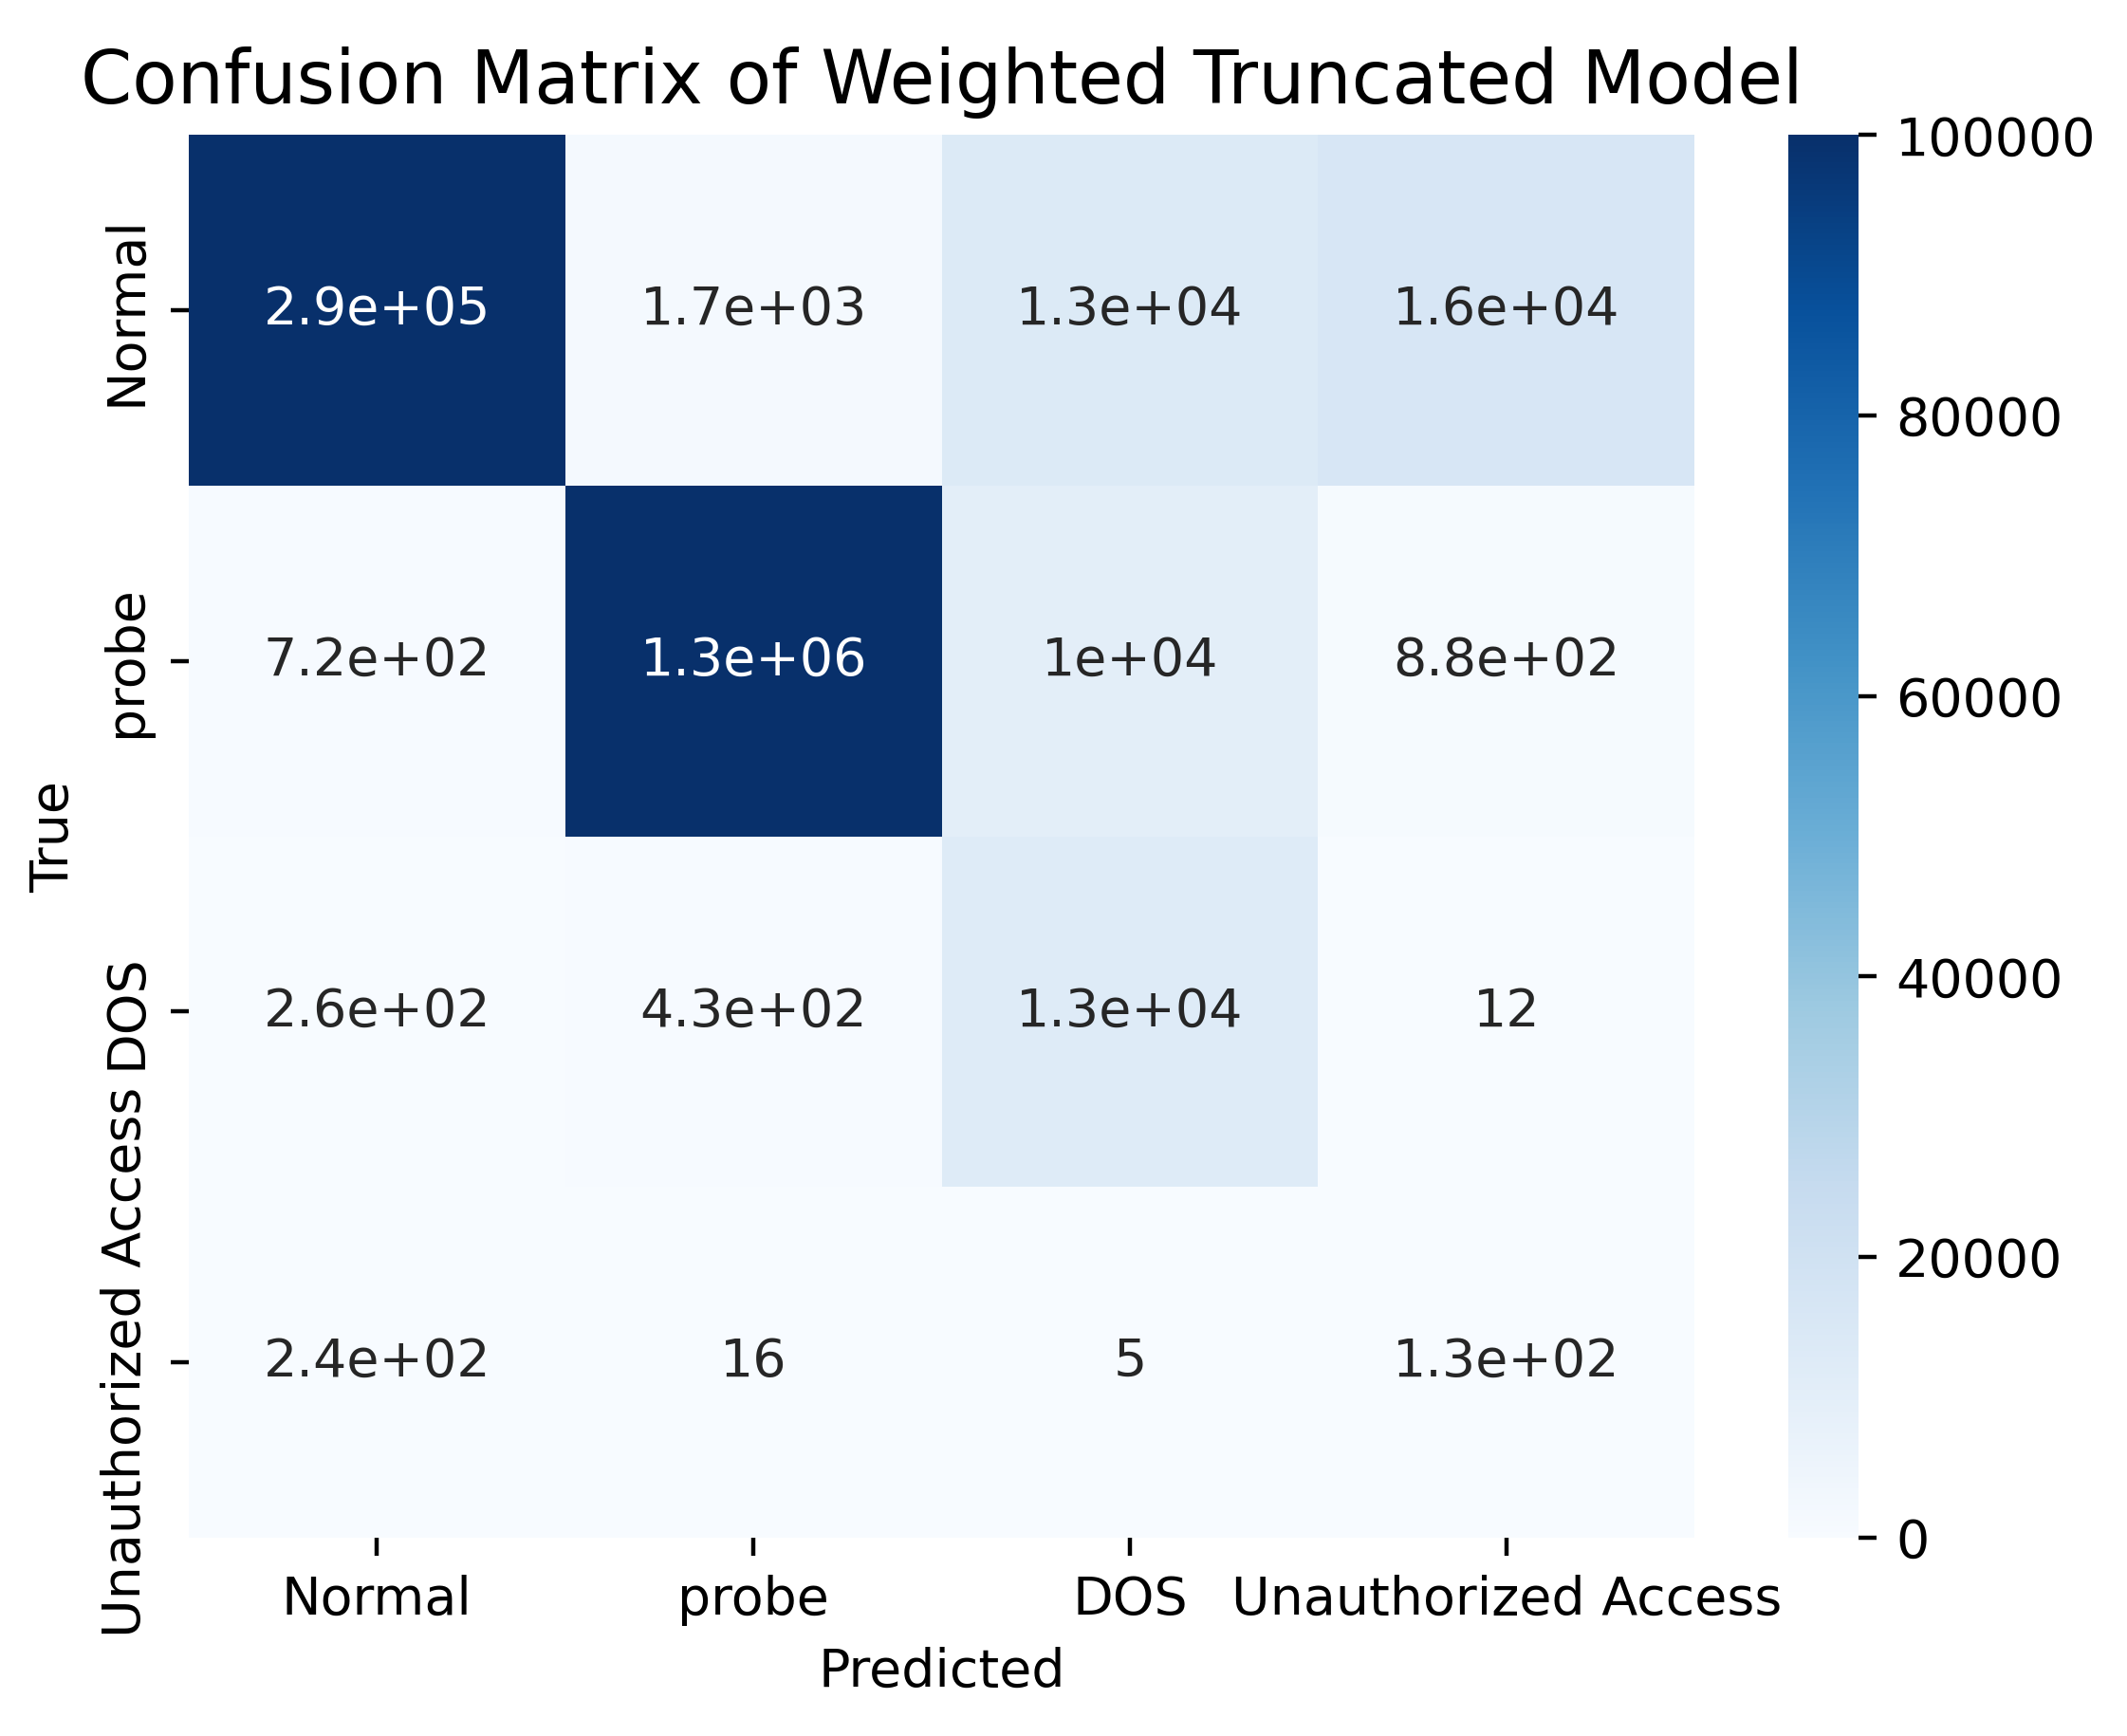 Confusion Matrix of Weighted Truncated Model
Normal
2.9e+05 1.7e+03 1.3e+04 1.6e+04
probe
7.2e+02 1.3e+06 1e+04 8.8e+02
DOS
2.6e+02 4.3e+02 1.3e+04 12
Unauthorized Access
2.4e+02 16 5 1.3e+02
True
Normal probe DOS Unauthorized Access
Predicted
100000
80000
60000
40000
20000
0